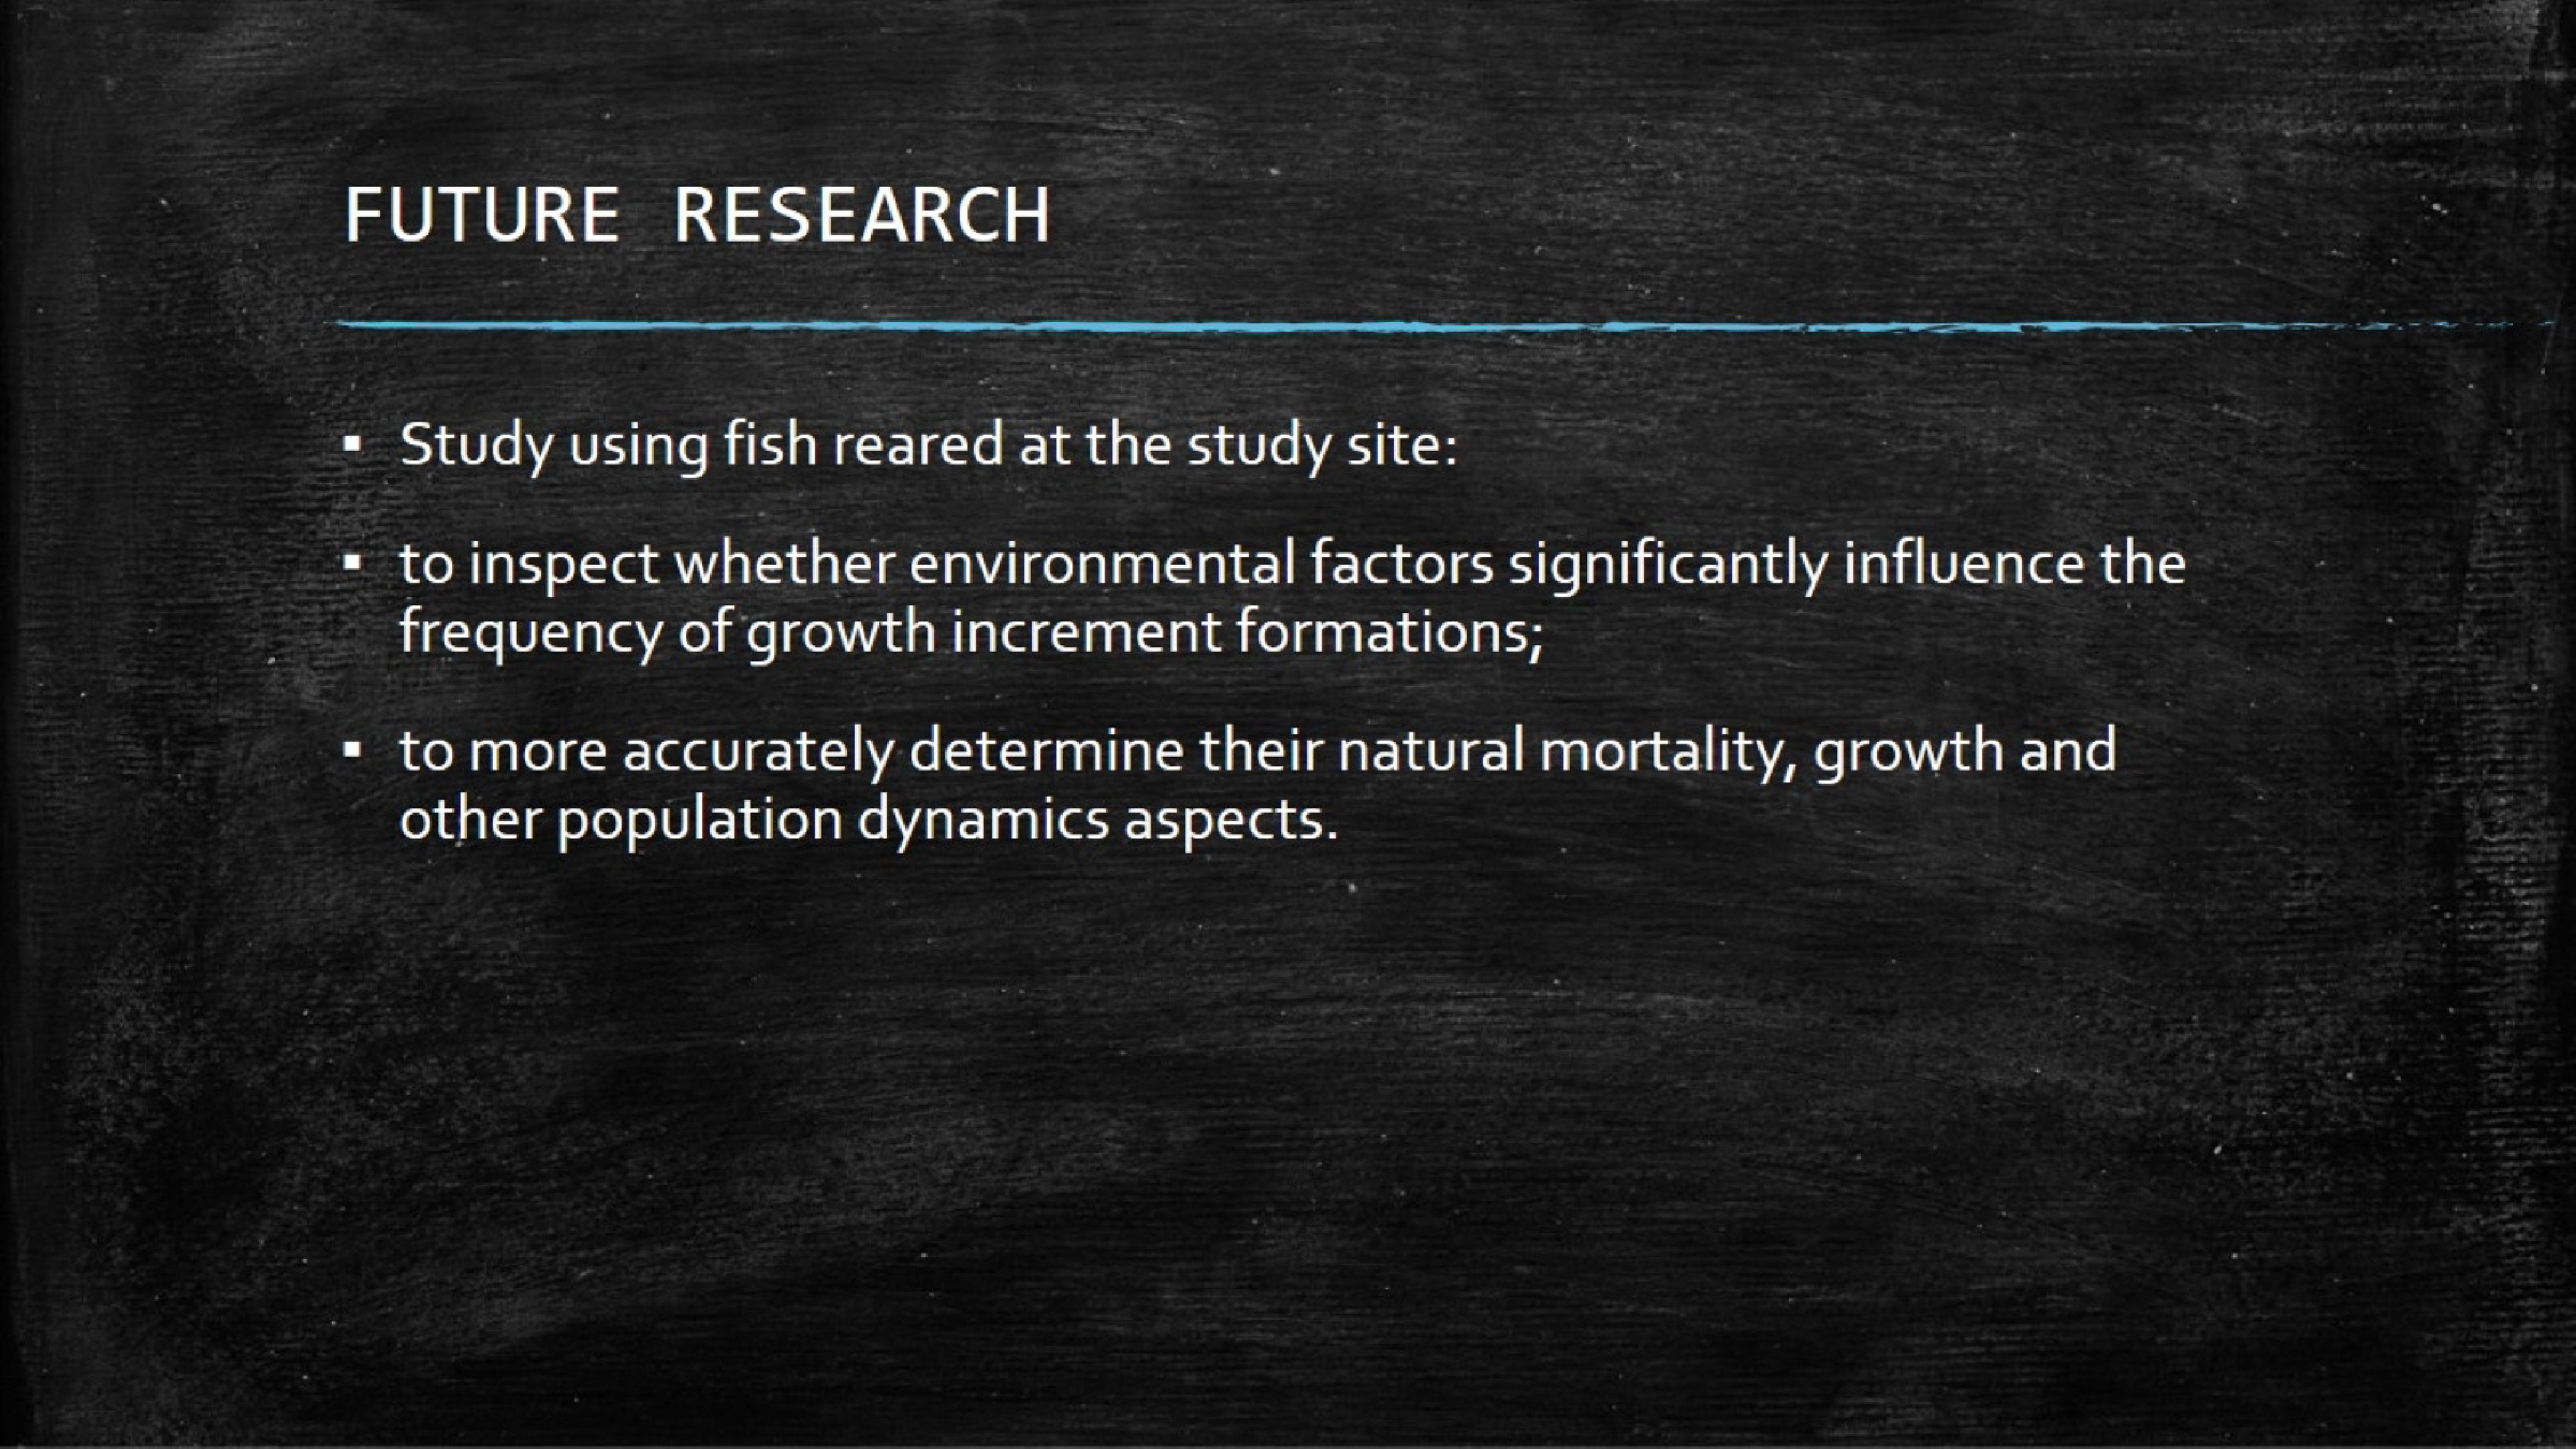 FUTURE RESEARCH
▪ Study using fish reared at the study site:
▪ to inspect whether environmental factors significantly influence the
frequency of growth increment formations;
▪ to more accurately determine their natural mortality, growth and
other population dynamics aspects.